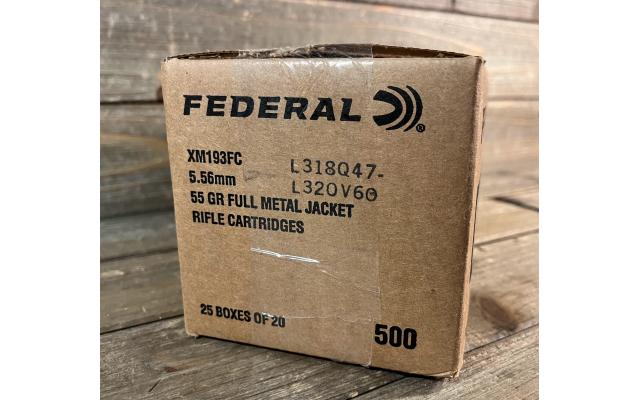 FEDERAL ®
XM193FC
L318Q47-
5.56mm
L320V60
55 GR FULL METAL JACKET
RIFLE CARTRIDGES
25 BOXES OF 20
500